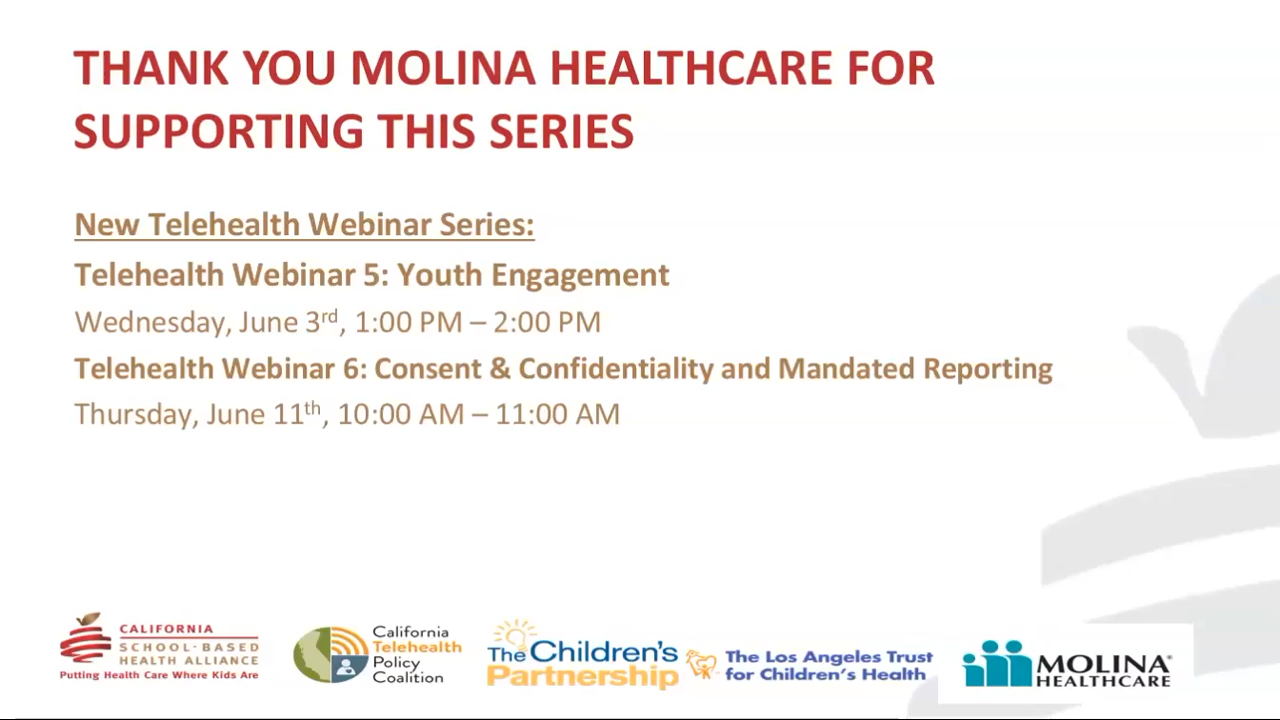 THANK YOU MOLINA HEALTHCARE FOR
SUPPORTING THIS SERIES
New Telehealth Webinar Series:
Telehealth Webinar 5: Youth Engagement
Wednesday, June 3rd, 1:00 PM – 2:00 PM
Telehealth Webinar 6: Consent & Confidentiality and Mandated Reporting
Thursday, June 11th, 10:00 AM – 11:00 AM
CALIFORNIA
SCHOOL-BASED
HEALTH ALLIANCE
Putting Health Care Where Kids Are
California
Telehealth
Policy
Coalition
The Children's
Partnership
The Los Angeles Trust
for Children's Health
MOLINA®
HEALTHCARE